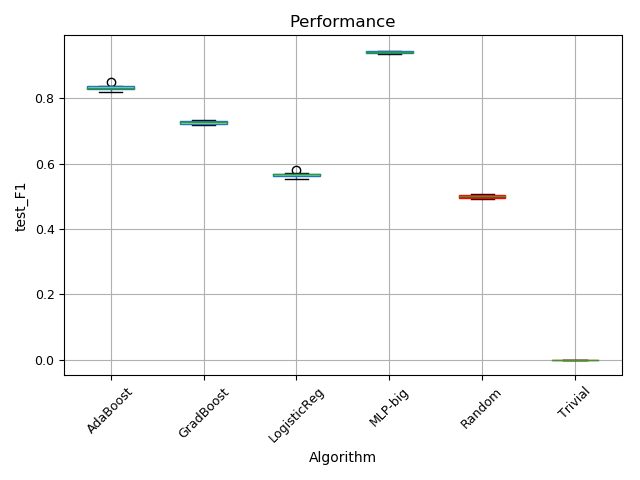 Performance
test_F1
0.8
0.6
0.4
0.2
0.0
AdaBoost
GradBoost
LogisticReg
MLP-big
Random
Trivial
Algorithm